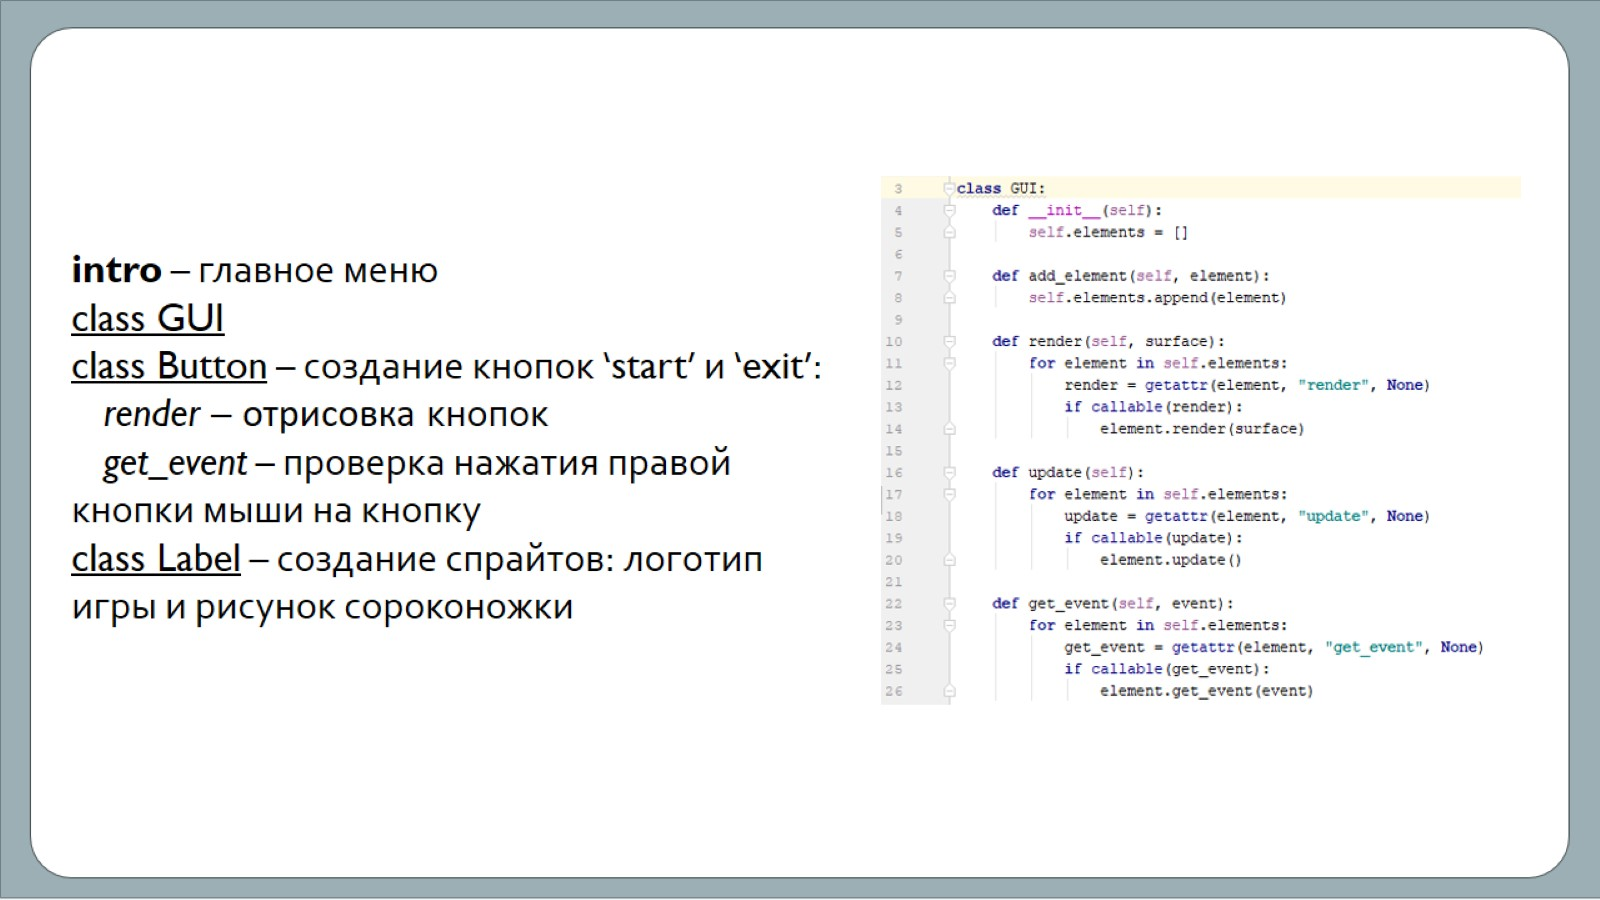 intro – главное меню
class GUI
class Button – создание кнопок ‘start’ и ‘exit’:
render – отрисовка кнопок
get_event – проверка нажатия правой
кнопки мыши на кнопку
class Label – создание спрайтов: логотип
игры и рисунок сороконожки
3 class GUI:
4     def __init__(self):
5         self.elements = []
6
7     def add_element(self, element):
8         self.elements.append(element)
9
10     def render(self, surface):
11         for element in self.elements:
12             render = getattr(element, "render", None)
13             if callable(render):
14                 element.render(surface)
15
16     def update(self):
17         for element in self.elements:
18             update = getattr(element, "update", None)
19             if callable(update):
20                 element.update()
21
22     def get_event(self, event):
23         for element in self.elements:
24             get_event = getattr(element, "get_event", None)
25             if callable(get_event):
26                 element.get_event(event)